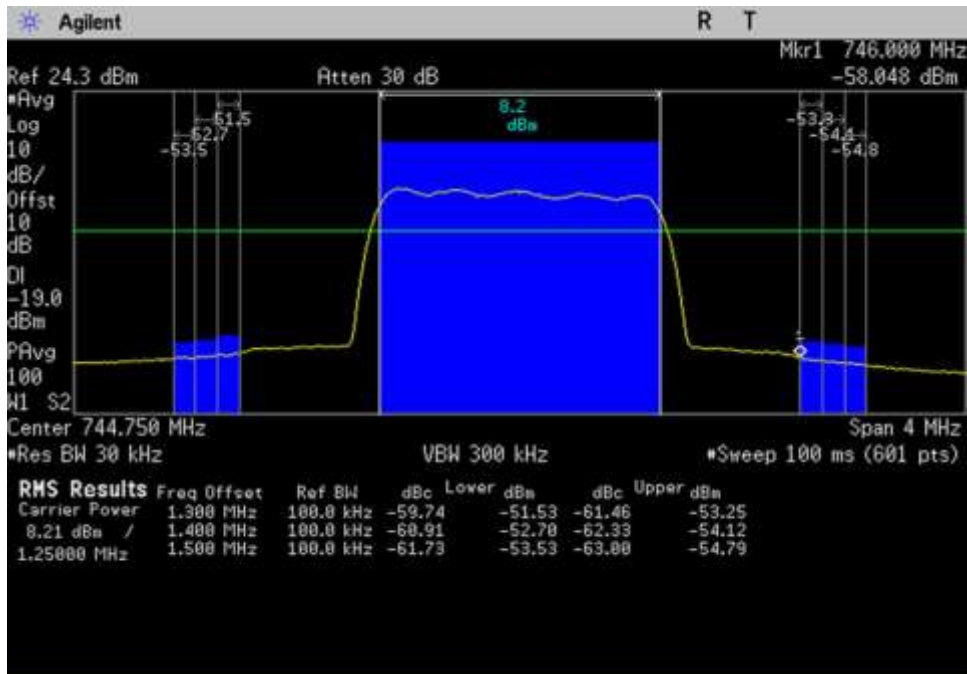 Agilent R T
Mkr1 746.000 MHz
Ref 24.3 dBm Atten 30 dB -58.048 dBm
#Avg
Log
10
dB/
Offst
10
dB
DI
-19.0
dBm
PAvg
100
W1 S2
8.2
dBm
-51.5
-52.7
-53.5
-53.3
-54.1
-54.8
1
Center 744.750 MHz Span 4 MHz
#Res BW 30 kHz VBW 300 kHz #Sweep 100 ms (601 pts)
RMS Results Freq Offset Ref BW dBc Lower dBm dBc Upper dBm
Carrier Power 1.300 MHz 100.0 kHz -59.74 -51.53 -61.46 -53.25
8.21 dBm / 1.400 MHz 100.0 kHz -60.91 -52.70 -62.33 -54.12
1.25000 MHz 1.500 MHz 100.0 kHz -61.73 -53.53 -63.00 -54.79